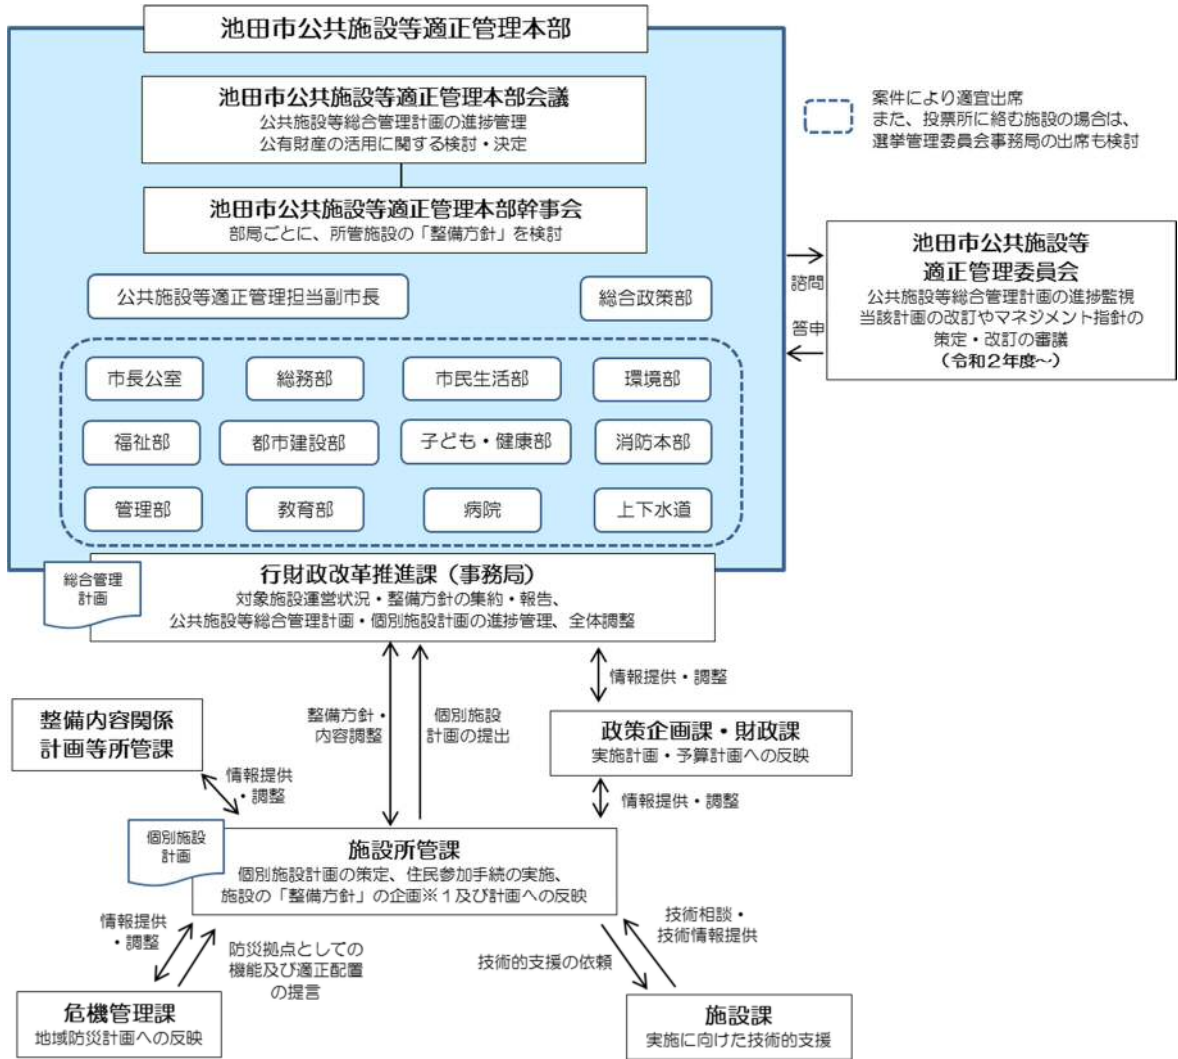 池田市公共施設等適正管理本部
池田市公共施設等適正管理本部会議
公共施設等総合管理計画の進捗管理
公有財産の活用に関する検討・決定
案件により適宜出席
また、投票所に絡む施設の場合は、
選挙管理委員会事務局の出席も検討
池田市公共施設等適正管理本部幹事会
部局ごとに、所管施設の「整備方針」を検討
池田市公共施設等
適正管理委員会
公共施設等総合管理計画の進捗監視
当該計画の改訂やマネジメント指針の
策定・改訂の審議
(令和2年度~)
諮問
答申
公共施設等適正管理担当副市長
総合政策部
市長公室
総務部
市民生活部
環境部
福祉部
都市建設部
子ども・健康部
消防本部
管理部
教育部
病院
上下水道
総合管理
計画
行財政改革推進課(事務局)
対象施設運営状況・整備方針の集約・報告、
公共施設等総合管理計画・個別施設計画の進捗管理、全体調整
整備方針・
内容調整
個別施設
計画の提出
情報提供・調整
整備内容関係
計画等所管課
政策企画課・財政課
実施計画・予算計画への反映
情報提供
・調整
情報提供・調整
個別施設
計画
施設所管課
個別施設計画の策定、住民参加手続の実施、
施設の「整備方針」の企画※1及び計画への反映
情報提供
・調整
防災拠点としての
機能及び適正配置
の提言
技術的支援の依頼
技術相談・
技術情報提供
危機管理課
地域防災計画への反映
施設課
実施に向けた技術的支援